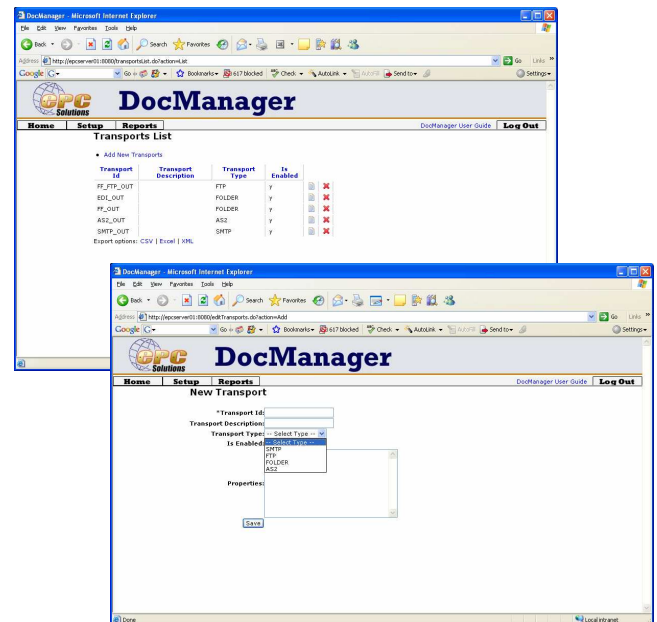 DocManager - Microsoft Internet Explorer
File Edit View Favorites Tools Help
Back Search Favorites
Address http://epcserver01:8080/transportsList.do?action=List Go Links »
Google G Go Bookmarks 617 blocked Check AutoLink AutoFill Send to Settings
EPC Solutions
DocManager
Home Setup Reports DocManager User Guide Log Out
Transports List
• Add New Transports
Transport Id Transport Description Transport Type Is Enabled
FF_FTP_OUT FTP y
EDI_OUT FOLDER y
FF_OUT FOLDER y
AS2_OUT AS2 y
SMTP_OUT SMTP y
Export options: CSV | Excel | XML
DocManager - Microsoft Internet Explorer
File Edit View Favorites Tools Help
Back Search Favorites
Address http://epcserver01:8080/editTransports.do?action=Add Go Links »
Google G Go Bookmarks 617 blocked Check AutoLink AutoFill Send to Settings
EPC Solutions
DocManager
Home Setup Reports DocManager User Guide Log Out
New Transport
*Transport Id:
Transport Description:
Transport Type: -- Select Type --
Is Enabled: -- Select Type --
SMTP
FTP
FOLDER
AS2
Properties:
Save
Done Local intranet